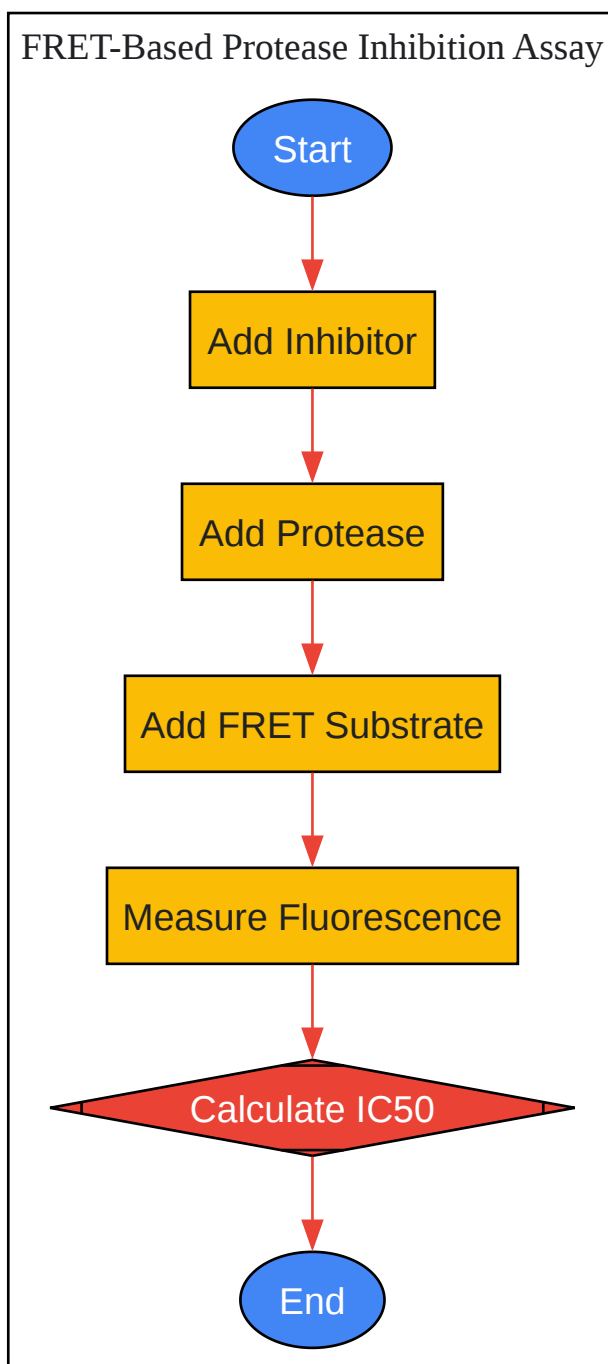 FRET-Based Protease Inhibition Assay
Start
Add Inhibitor
Add Protease
Add FRET Substrate
Measure Fluorescence
Calculate IC50
End